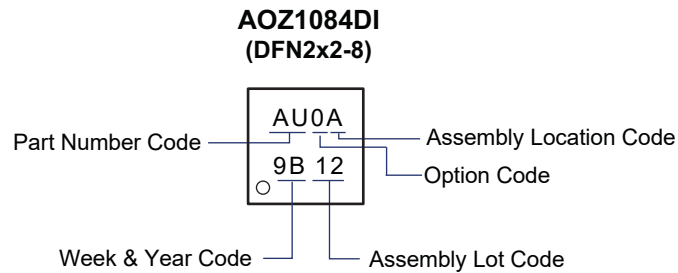 AOZ1084DI
(DFN2x2-8)
AU0A
Part Number Code
Assembly Location Code
9B 12
Option Code
Week & Year Code
Assembly Lot Code